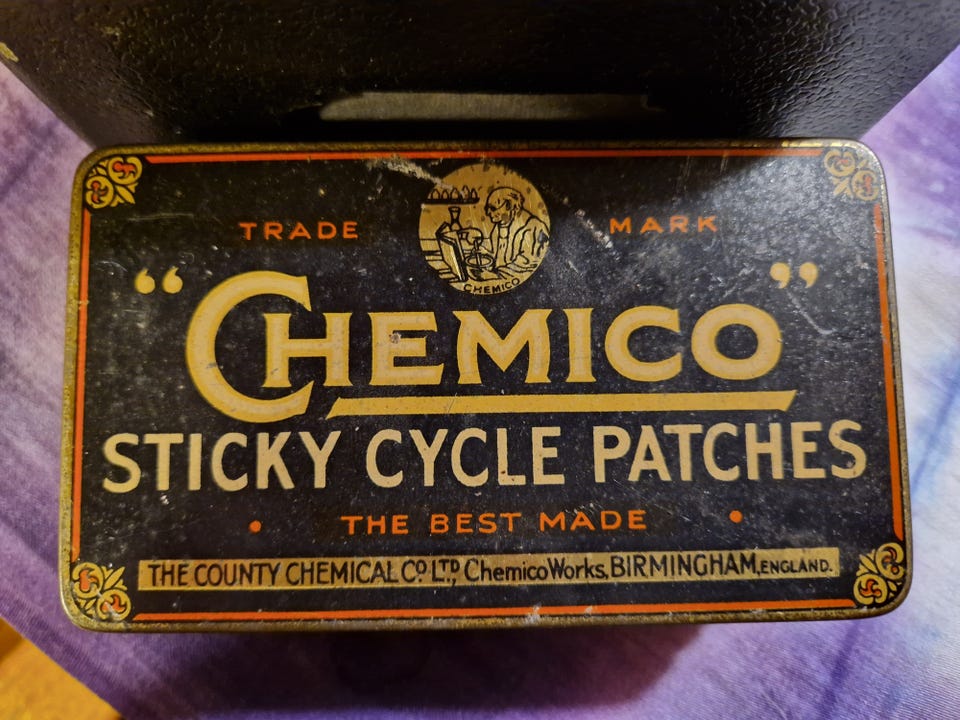 TRADE MARK
CHEMICO
“CHEMICO”
STICKY CYCLE PATCHES
• THE BEST MADE •
THE COUNTY CHEMICAL CO. LTD., Chemico Works, BIRMINGHAM, ENGLAND.